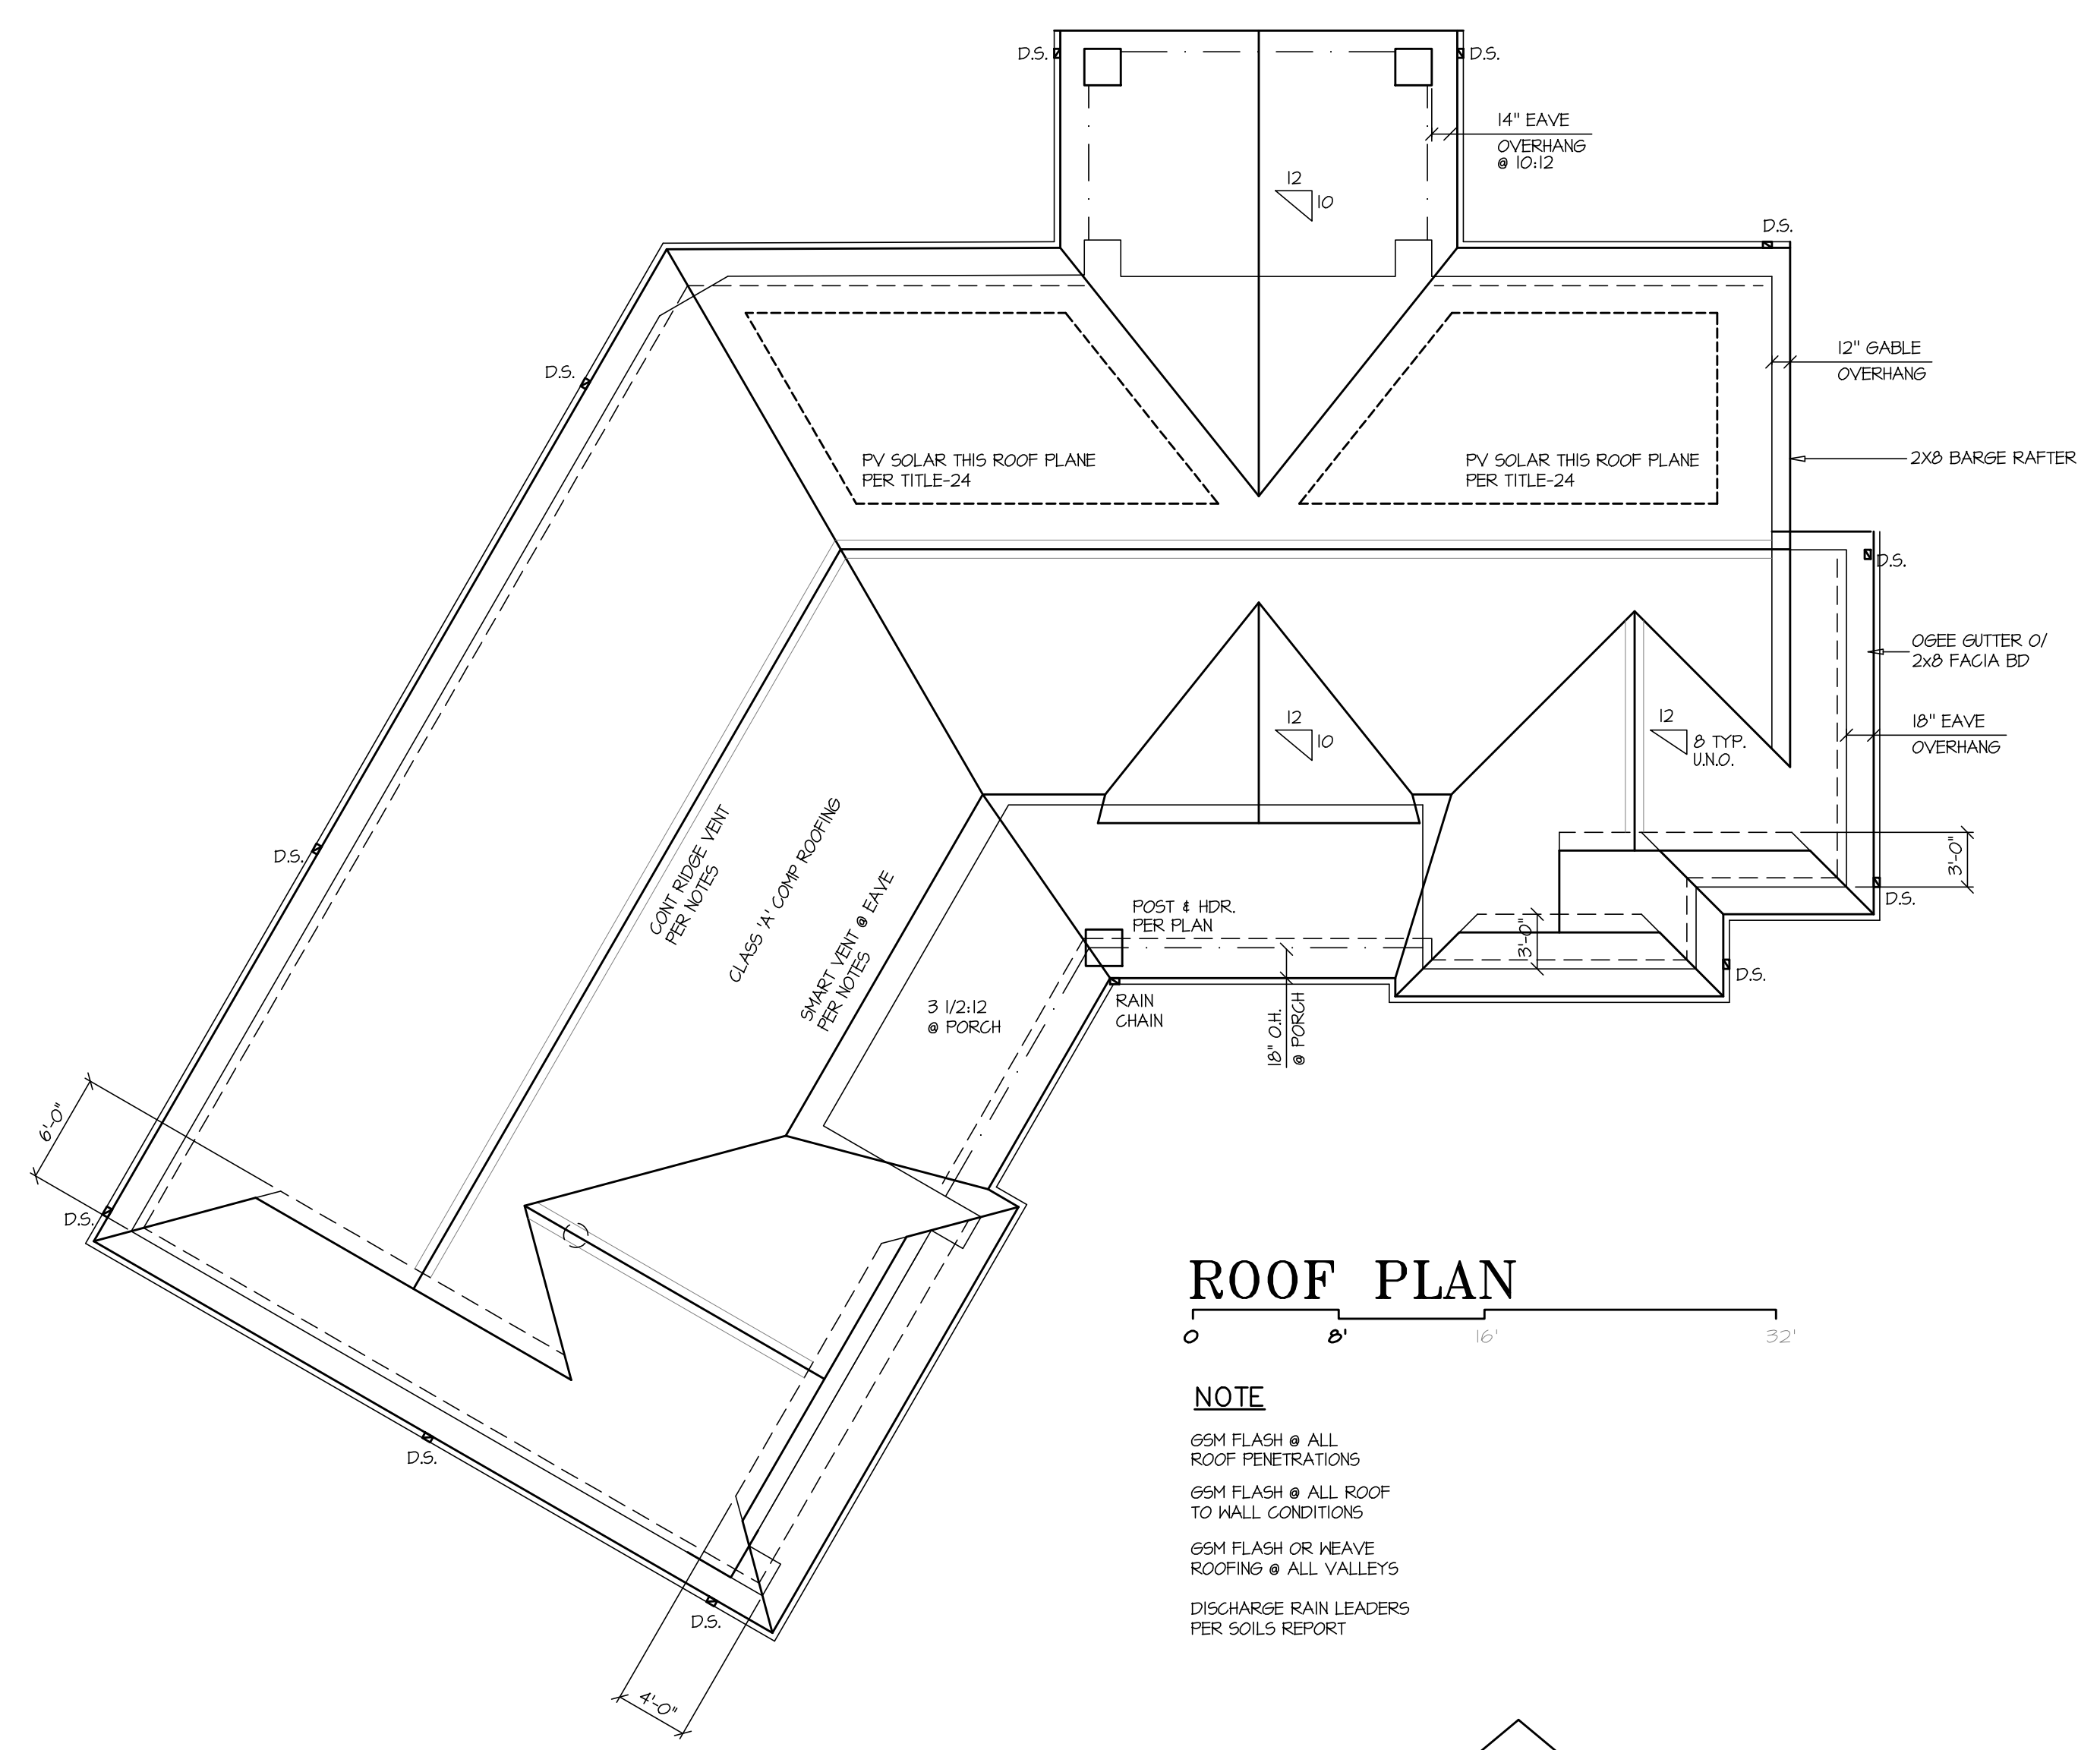 D.S.
D.S.
14" EAVE
OVERHANG
@ 10:12
12
10
D.S.
12" GABLE
OVERHANG
D.S.
PV SOLAR THIS ROOF PLANE
PER TITLE-24
PV SOLAR THIS ROOF PLANE
PER TITLE-24
2X8 BARGE RAFTER
D.S.
OGEE GUTTER O/
2x8 FACIA BD
12
10
12
8 TYP.
U.N.O.
18" EAVE
OVERHANG
D.S.
CONT RIDGE VENT
PER NOTES
CLASS 'A' COMP ROOFING
SMART VENT @ EAVE
PER NOTES
3'-0"
D.S.
POST & HDR.
PER PLAN
3'-0"
D.S.
3 1/2:12
@ PORCH
RAIN
CHAIN
18" O.H.
@ PORCH
6'-0"
D.S.
ROOF PLAN
0
8'
16'
32'
NOTE
GSM FLASH @ ALL
ROOF PENETRATIONS
GSM FLASH @ ALL ROOF
TO WALL CONDITIONS
GSM FLASH OR WEAVE
ROOFING @ ALL VALLEYS
DISCHARGE RAIN LEADERS
PER SOILS REPORT
D.S.
D.S.
4'-0"